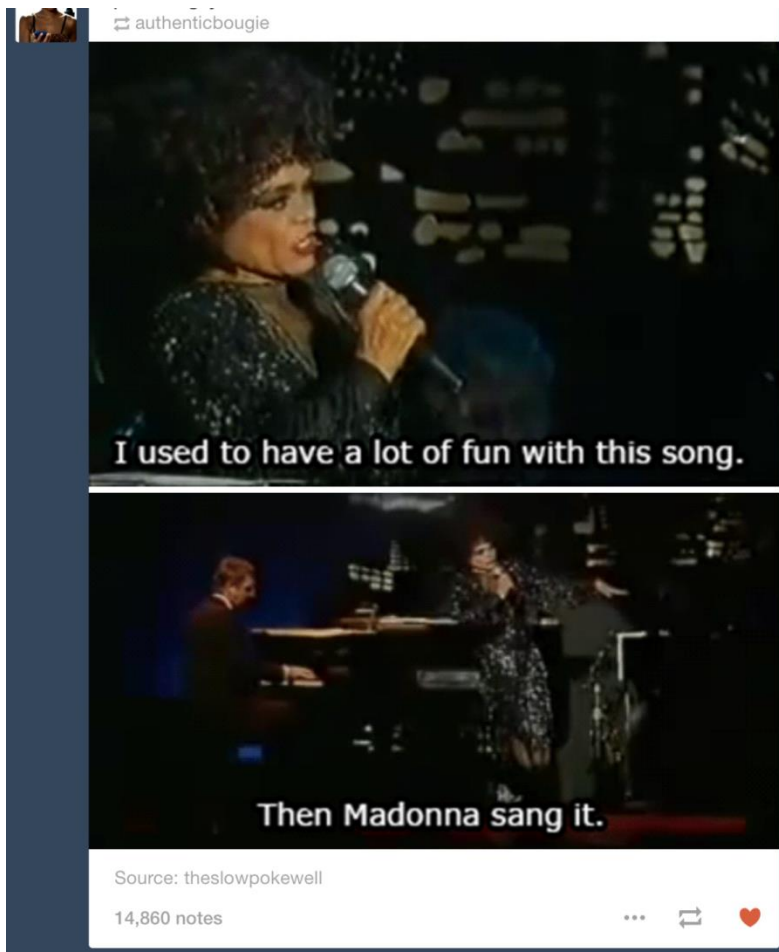 authenticbougie
I used to have a lot of fun with this song.
Then Madonna sang it.
Source: theslowpokewell
14,860 notes